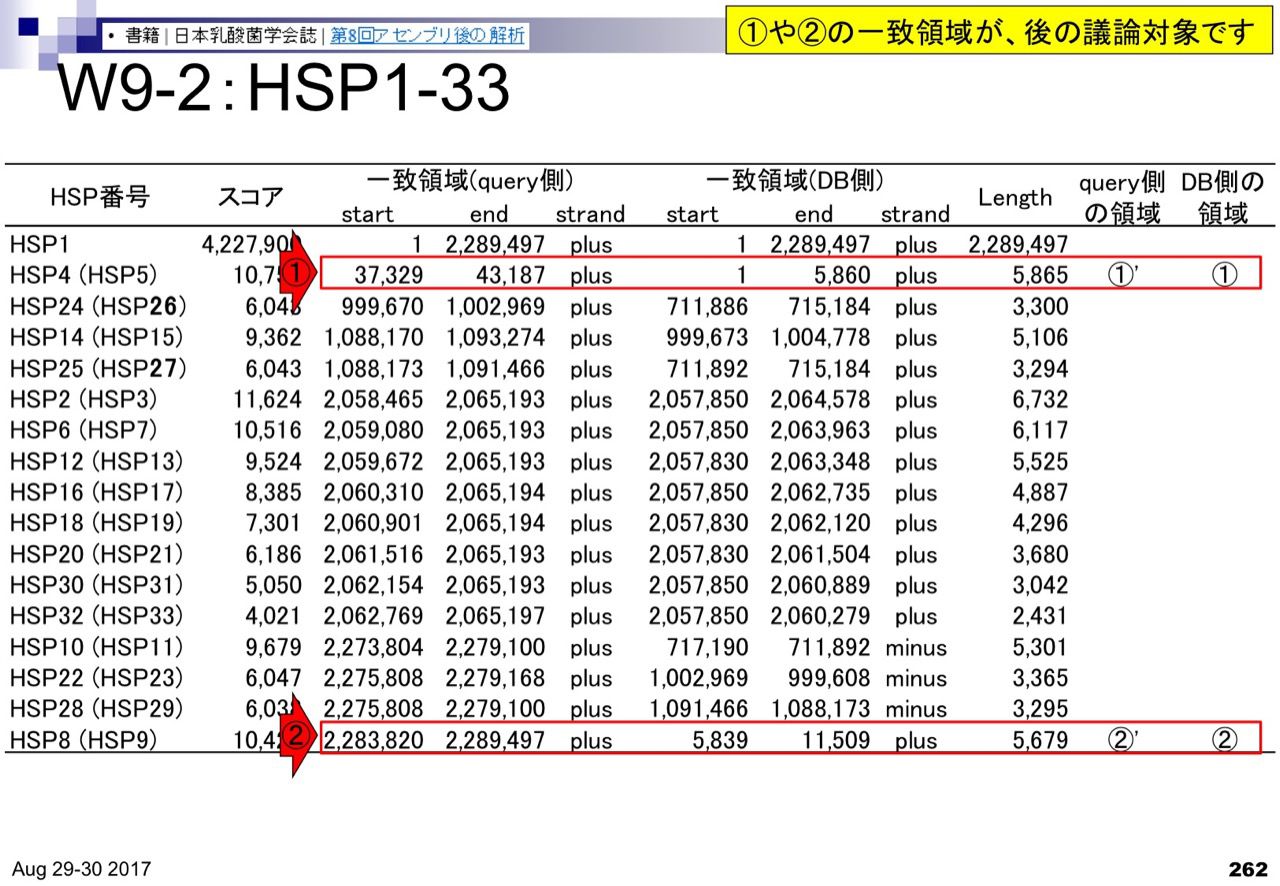 • 書籍 | 日本乳酸菌学会誌 | 第8回アセンブリ後の解析
①や②の一致領域が、後の議論対象です
W9-2：HSP1-33
HSP番号 スコア 一致領域(query側) 一致領域(DB側) Length query側の領域 DB側の領域
start end strand start end strand
HSP1 4,227,900 1 2,289,497 plus 1 2,289,497 plus 2,289,497
HSP4 (HSP5) ① 37,329 43,187 plus 1 5,860 plus 5,865 ①’ ①
HSP24 (HSP26) 999,670 1,002,969 plus 711,886 715,184 plus 3,300
HSP14 (HSP15) 9,362 1,088,170 1,093,274 plus 999,673 1,004,778 plus 5,106
HSP25 (HSP27) 6,043 1,088,173 1,091,466 plus 711,892 715,184 plus 3,294
HSP2 (HSP3) 11,624 2,058,465 2,065,193 plus 2,057,850 2,064,578 plus 6,732
HSP6 (HSP7) 10,516 2,059,080 2,065,193 plus 2,057,850 2,063,963 plus 6,117
HSP12 (HSP13) 9,524 2,059,672 2,065,193 plus 2,057,830 2,063,348 plus 5,525
HSP16 (HSP17) 8,385 2,060,310 2,065,194 plus 2,057,850 2,062,735 plus 4,887
HSP18 (HSP19) 7,301 2,060,901 2,065,194 plus 2,057,830 2,062,120 plus 4,296
HSP20 (HSP21) 6,186 2,061,516 2,065,193 plus 2,057,830 2,061,504 plus 3,680
HSP30 (HSP31) 5,050 2,062,154 2,065,193 plus 2,057,850 2,060,889 plus 3,042
HSP32 (HSP33) 4,021 2,062,769 2,065,197 plus 2,057,850 2,060,279 plus 2,431
HSP10 (HSP11) 9,679 2,273,804 2,279,100 plus 717,190 711,892 minus 5,301
HSP22 (HSP23) 6,047 2,275,808 2,279,168 plus 1,002,969 999,608 minus 3,365
HSP28 (HSP29) 2,275,808 2,279,100 plus 1,091,466 1,088,173 minus 3,295
HSP8 (HSP9) ② 2,283,820 2,289,497 plus 5,839 11,509 plus 5,679 ②’ ②
Aug 29-30 2017
262